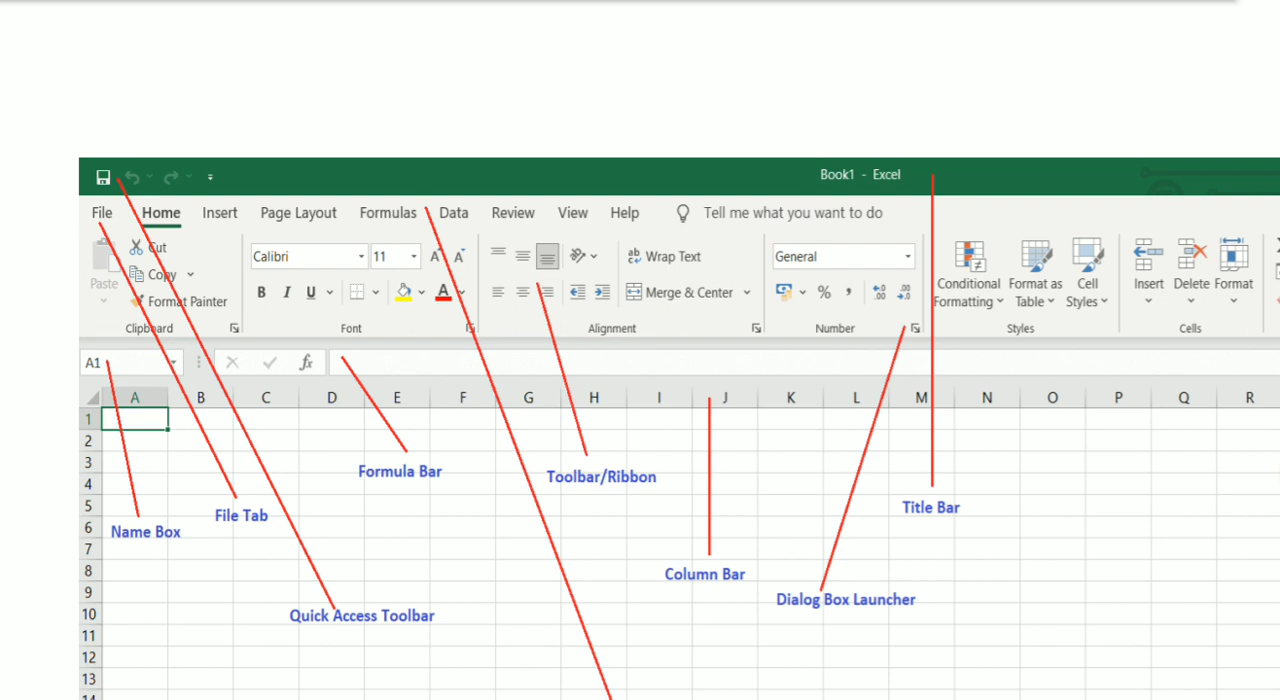 Book1 - Excel
File Home Insert Page Layout Formulas Data Review View Help Tell me what you want to do
Cut
Calibri 11 A A ab Wrap Text General
Paste Copy
Conditional Format as Cell Insert Delete Format
Format Painter B I U A Merge & Center % , .00 .00
Formatting Table Styles
Clipboard Font Alignment Number Styles Cells
A1 fx
A B C D E F G H I J K L M N O P Q R
1
2
3
Formula Bar Toolbar/Ribbon
4
5
File Tab Title Bar
6
Name Box
7
8
Column Bar
9
Dialog Box Launcher
10
Quick Access Toolbar
11
12
13
14